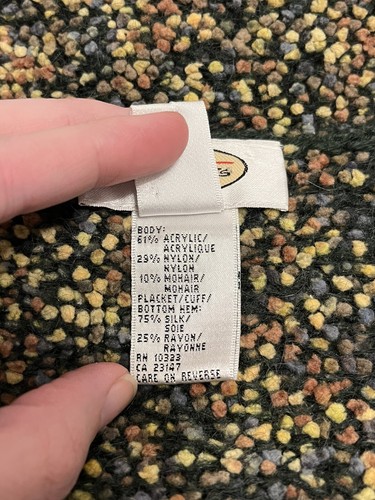 BODY:
61% ACRYLIC/
ACRYLIQUE
29% NYLON/
NYLON
10% MOHAIR/
MOHAIR
PLACKET/CUFF/
BOTTOM HEM:
75% SILK/
SOIE
25% RAYON/
RAYONNE
RN 10323
CA 23147
CARE ON REVERSE